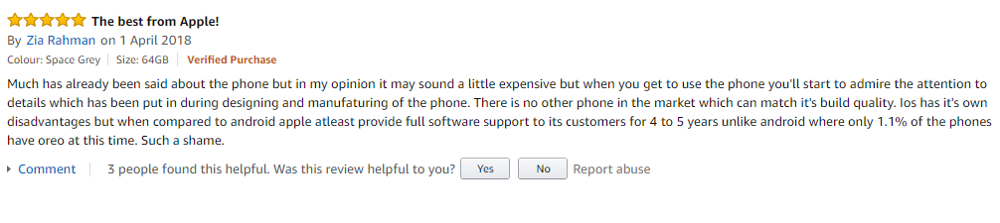 The best from Apple!
By Zia Rahman on 1 April 2018
Colour: Space Grey Size: 64GB Verified Purchase
Much has already been said about the phone but in my opinion it may sound a little expensive but when you get to use the phone you'll start to admire the attention to
details which has been put in during designing and manufaturing of the phone. There is no other phone in the market which can match it's build quality. Ios has it's own
disadvantages but when compared to android apple atleast provide full software support to its customers for 4 to 5 years unlike android where only 1.1% of the phones
have oreo at this time. Such a shame.
Comment 3 people found this helpful. Was this review helpful to you? Yes No Report abuse